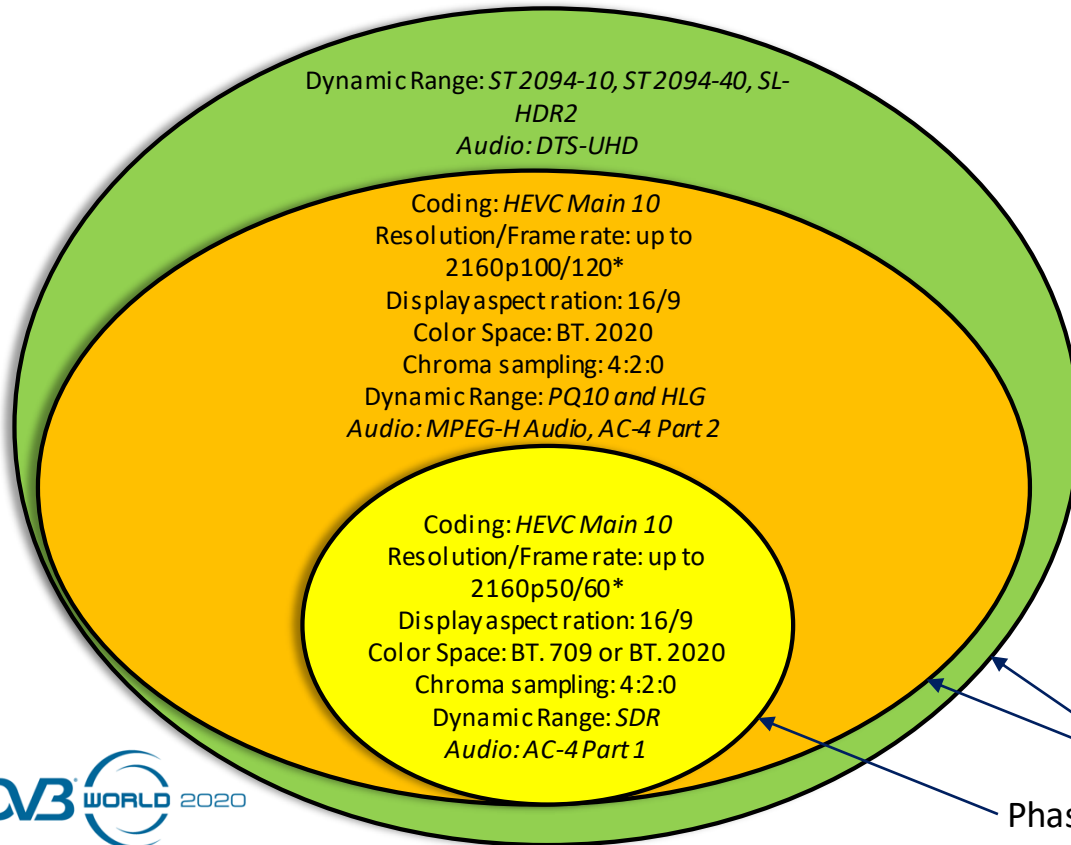 Dynamic Range: ST 2094-10, ST 2094-40, SL-
HDR2
Audio: DTS-UHD
Coding: HEVC Main 10
Resolution/Frame rate: up to
2160p100/120*
Display aspect ration: 16/9
Color Space: BT. 2020
Chroma sampling: 4:2:0
Dynamic Range: PQ10 and HLG
Audio: MPEG-H Audio, AC-4 Part 2
Coding: HEVC Main 10
Resolution/Frame rate: up to
2160p50/60*
Display aspect ration: 16/9
Color Space: BT. 709 or BT. 2020
Chroma sampling: 4:2:0
Dynamic Range: SDR
Audio: AC-4 Part 1
DVB WORLD 2020
Phas